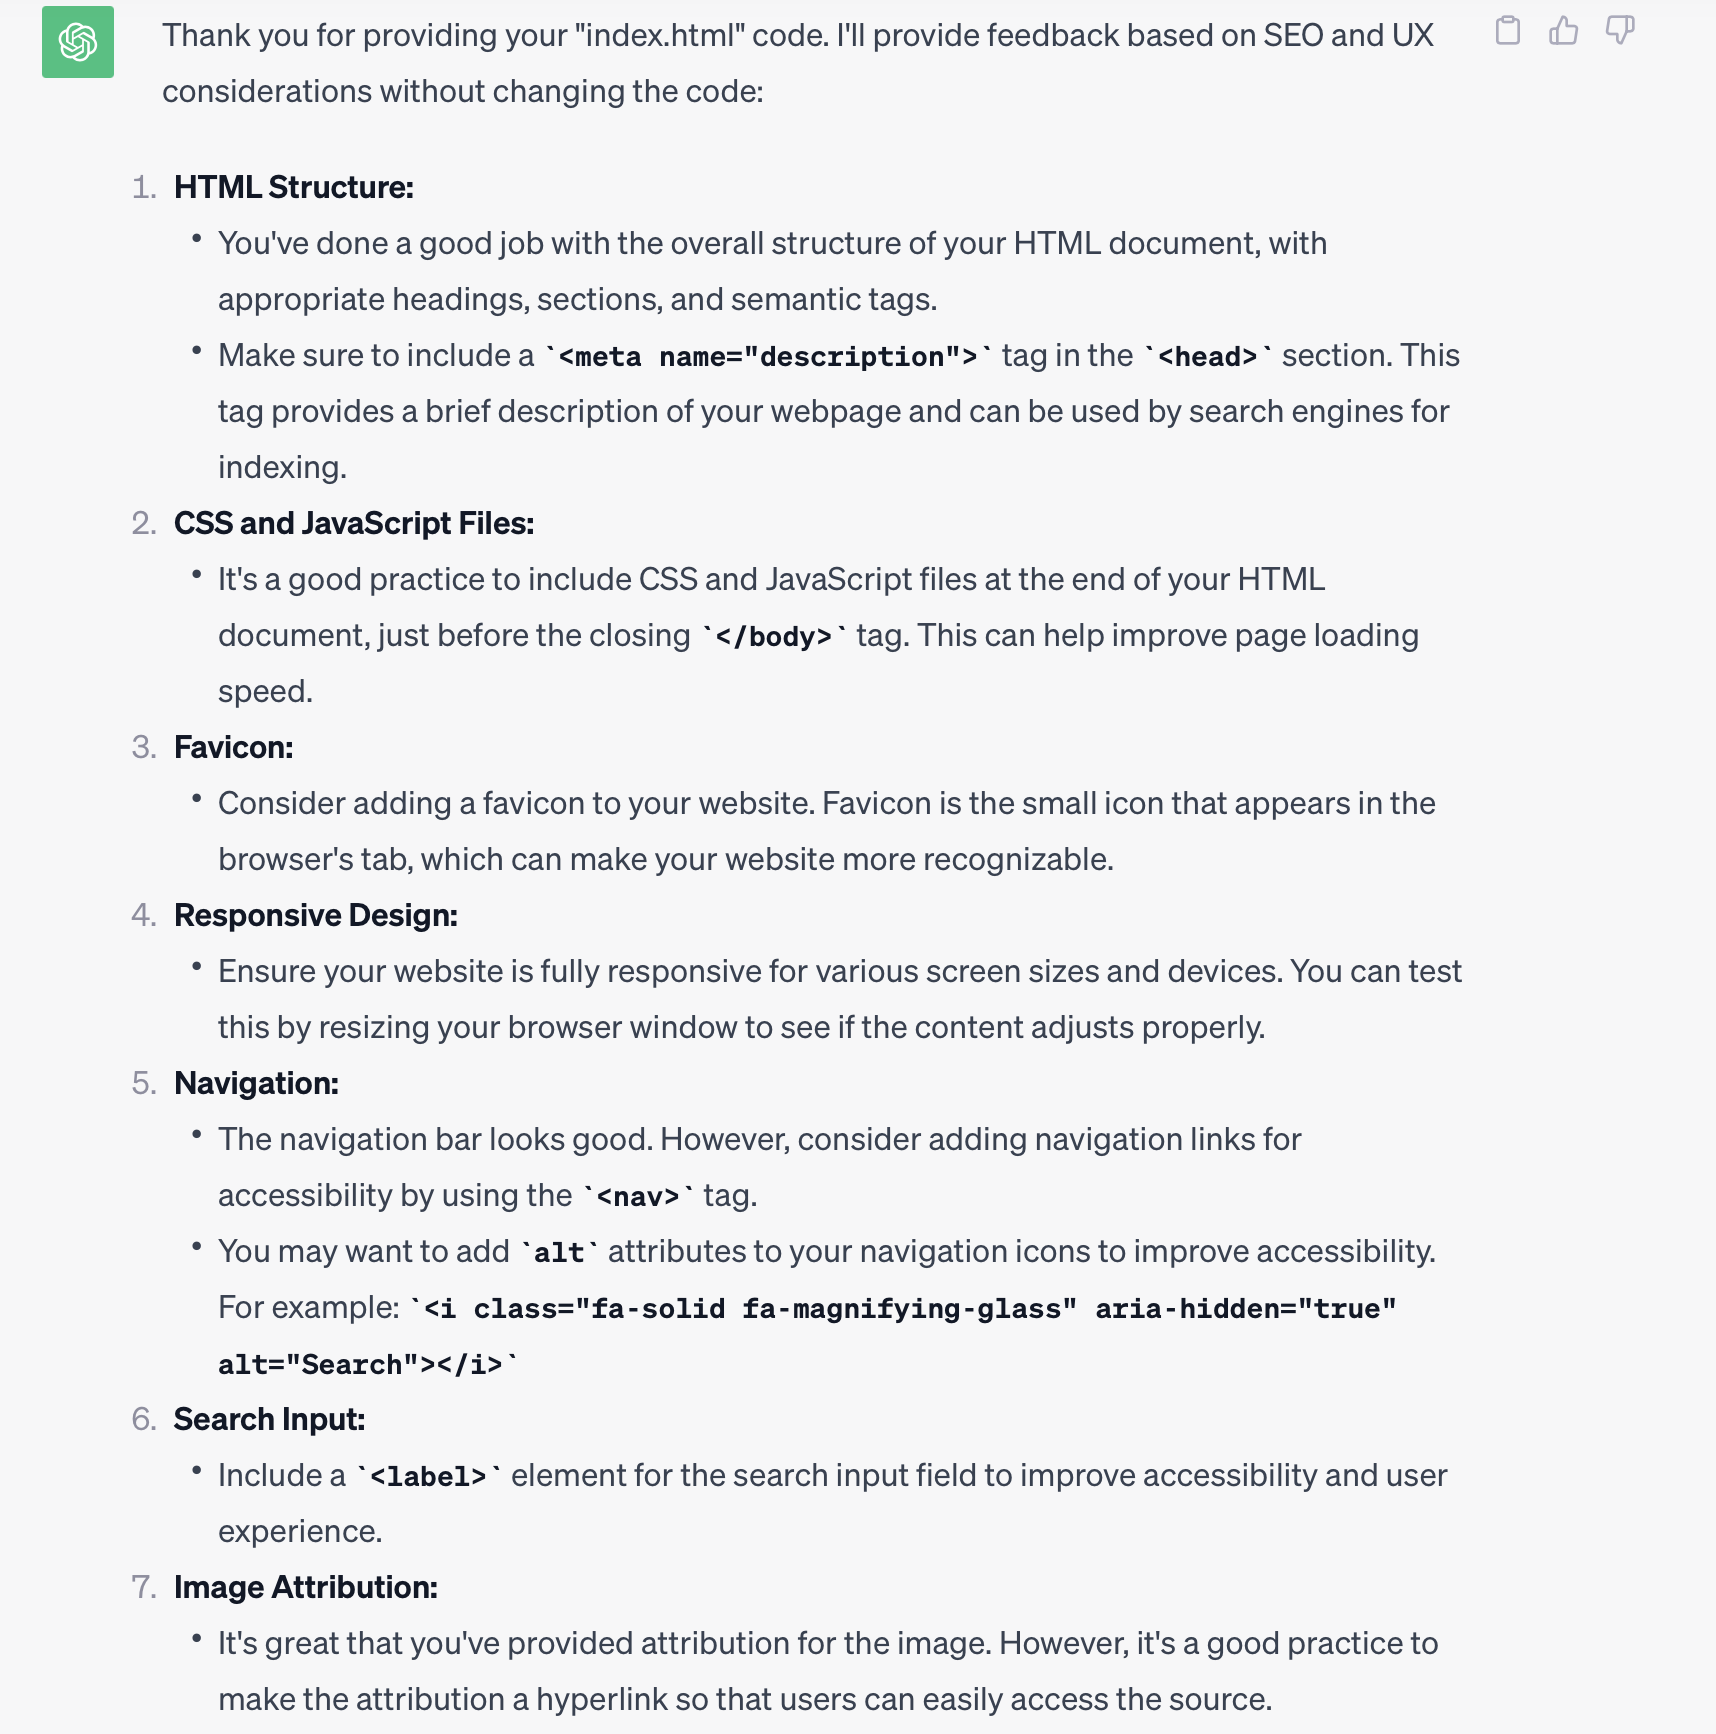 Thank you for providing your "index.html" code. I'll provide feedback based on SEO and UX
considerations without changing the code:
1. HTML Structure:
• You've done a good job with the overall structure of your HTML document, with
appropriate headings, sections, and semantic tags.
• Make sure to include a `<meta name="description">` tag in the `<head>` section. This
tag provides a brief description of your webpage and can be used by search engines for
indexing.
2. CSS and JavaScript Files:
• It's a good practice to include CSS and JavaScript files at the end of your HTML
document, just before the closing `</body>` tag. This can help improve page loading
speed.
3. Favicon:
• Consider adding a favicon to your website. Favicon is the small icon that appears in the
browser's tab, which can make your website more recognizable.
4. Responsive Design:
• Ensure your website is fully responsive for various screen sizes and devices. You can test
this by resizing your browser window to see if the content adjusts properly.
5. Navigation:
• The navigation bar looks good. However, consider adding navigation links for
accessibility by using the `<nav>` tag.
• You may want to add `alt` attributes to your navigation icons to improve accessibility.
For example: `<i class="fa-solid fa-magnifying-glass" aria-hidden="true"
alt="Search"></i>`
6. Search Input:
• Include a `<label>` element for the search input field to improve accessibility and user
experience.
7. Image Attribution:
• It's great that you've provided attribution for the image. However, it's a good practice to
make the attribution a hyperlink so that users can easily access the source.